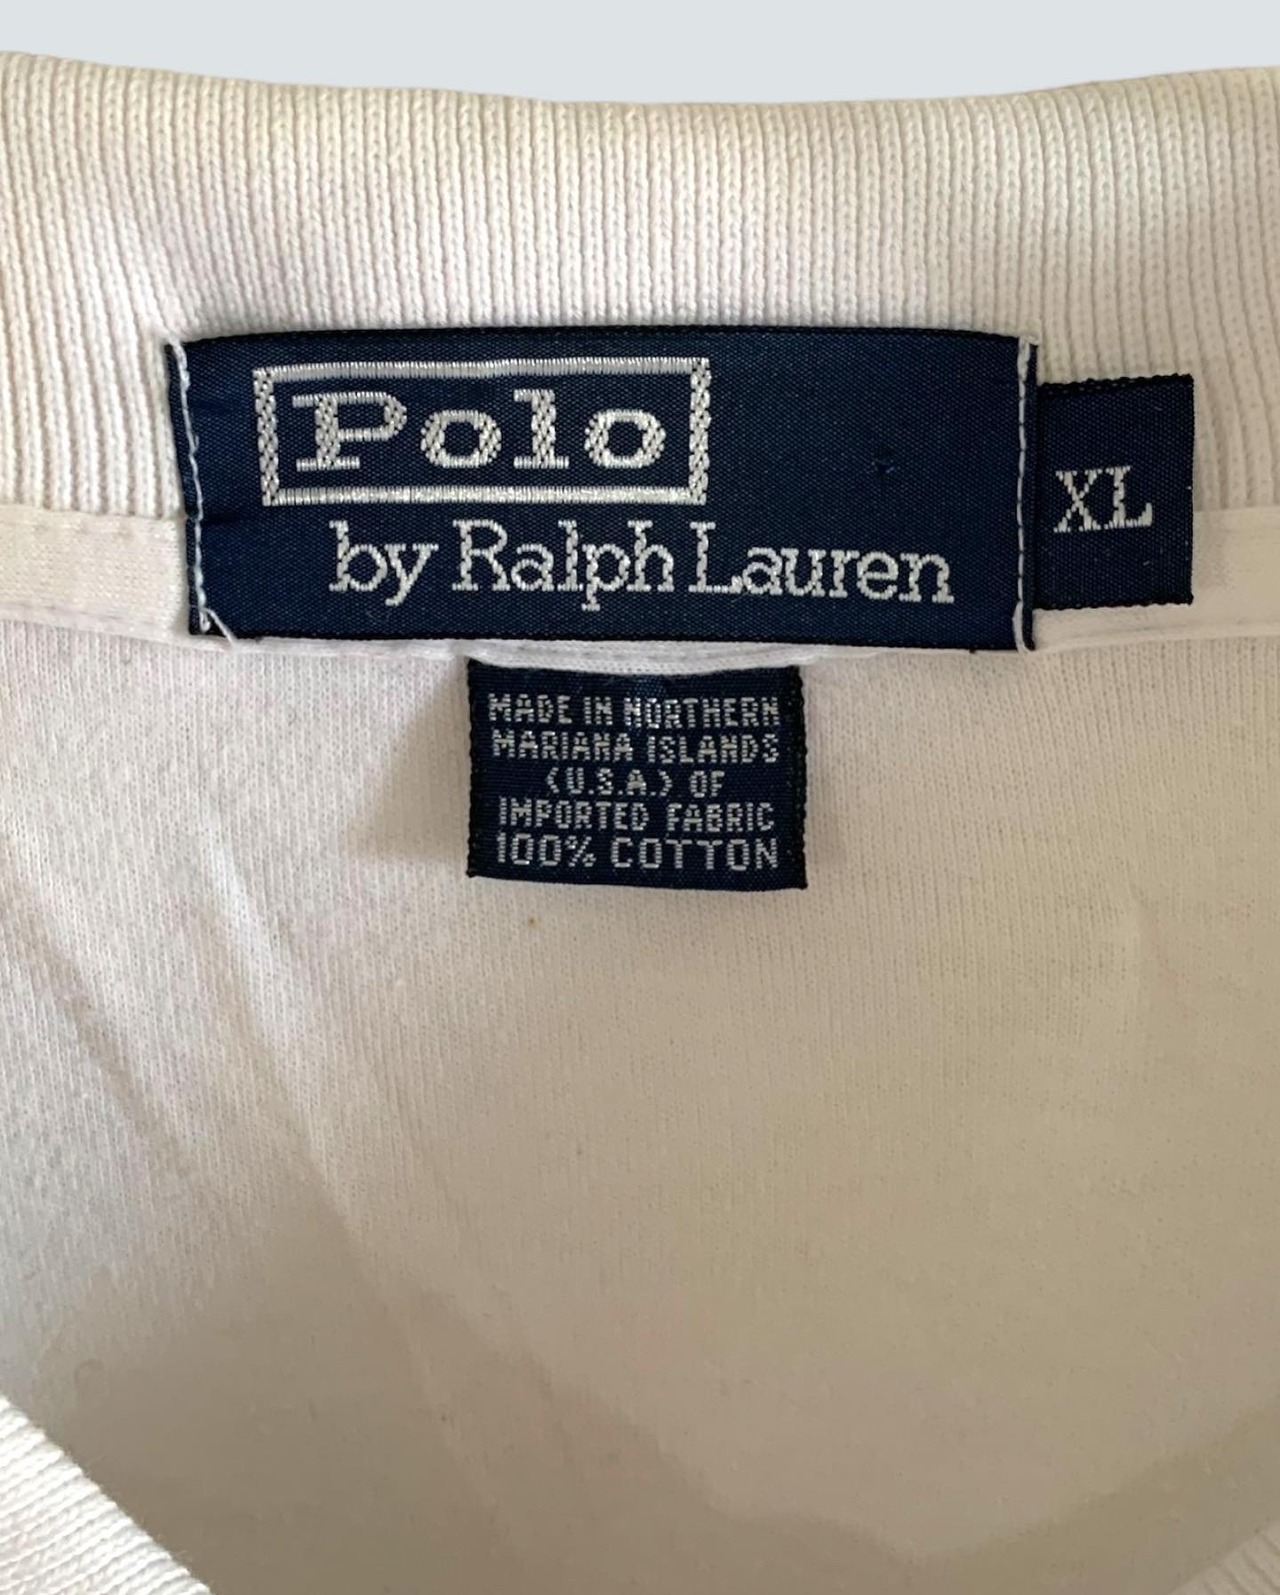 Polo
by Ralph Lauren
XL
MADE IN NORTHERN
MARIANA ISLANDS
(U.S.A.) OF
IMPORTED FABRIC
100% COTTON